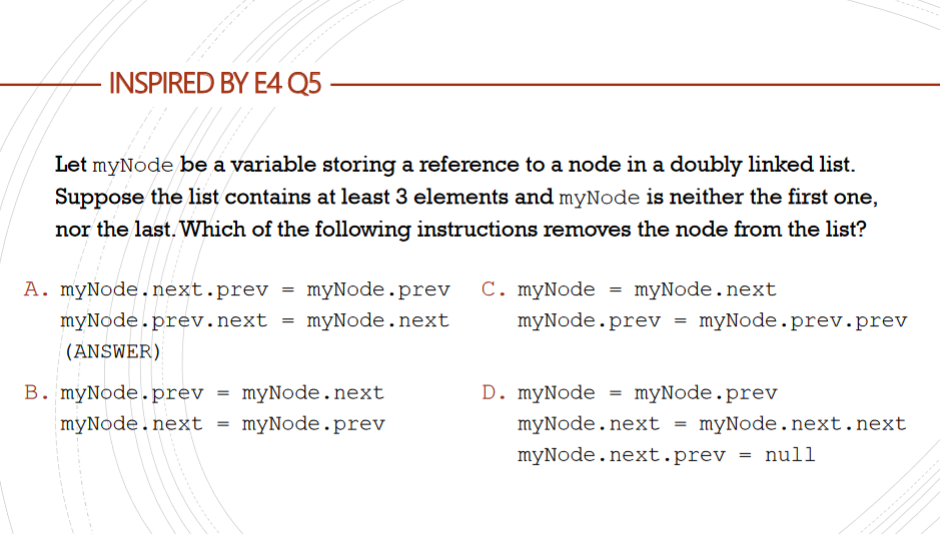 INSPIRED BY E4 Q5
Let myNode be a variable storing a reference to a node in a doubly linked list.
Suppose the list contains at least 3 elements and myNode is neither the first one,
nor the last. Which of the following instructions removes the node from the list?
A. myNode.next.prev = myNode.prev
myNode.prev.next = myNode.next
(ANSWER)
B. myNode.prev = myNode.next
myNode.next = myNode.prev
C. myNode = myNode.next
myNode.prev = myNode.prev.prev
D. myNode = myNode.prev
myNode.next = myNode.next.next
myNode.next.prev = null